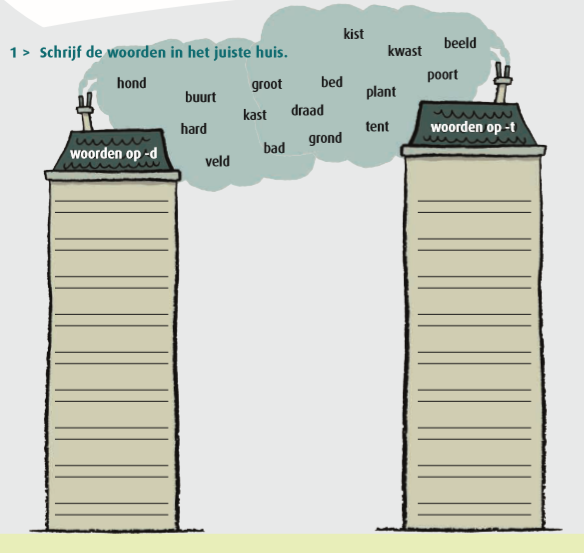 1 > Schrijf de woorden in het juiste huis.
kist
kwast
beeld
hond
buurt
groot
bed
plant
poort
hard
kast
draad
veld
bad
grond
tent
woorden op -d
woorden op -t